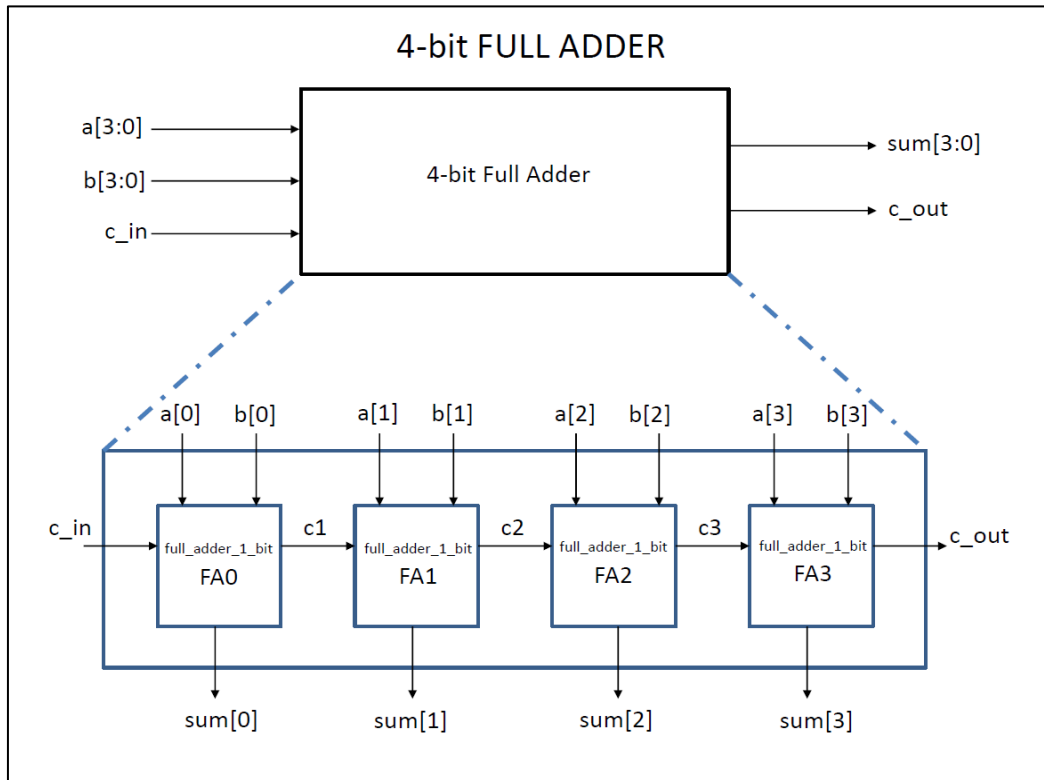 4-bit FULL ADDER
a[3:0]
b[3:0]
c_in
4-bit Full Adder
sum[3:0]
c_out
a[0] b[0] a[1] b[1] a[2] b[2] a[3] b[3]
c_in c1 c2 c3 c_out
full_adder_1_bit full_adder_1_bit full_adder_1_bit full_adder_1_bit
FA0 FA1 FA2 FA3
sum[0] sum[1] sum[2] sum[3]